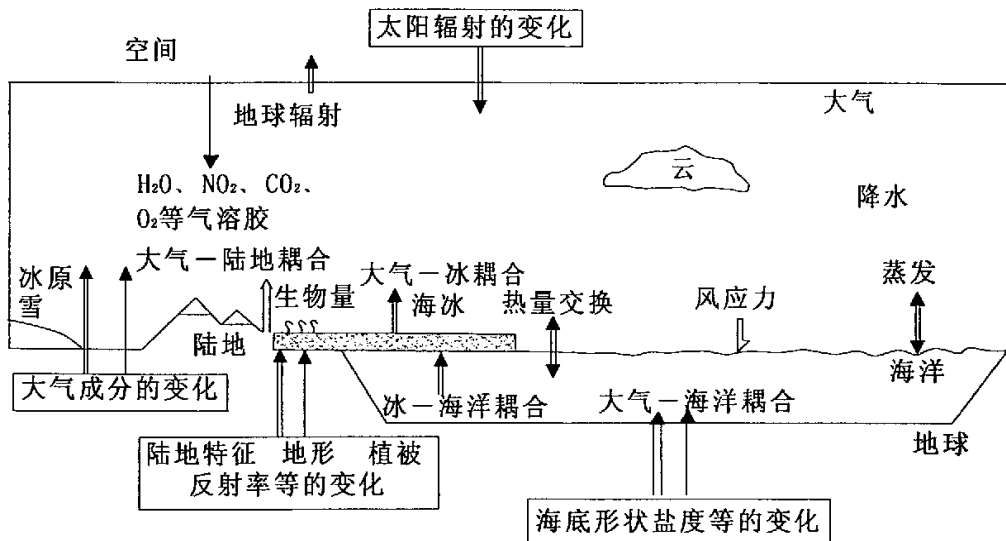 太阳辐射的变化
空间
地球辐射
大气
云
H₂O、NO₂、CO₂、
O₂等气溶胶
降水
大气－陆地耦合
大气－冰耦合
冰原
雪
生物量
海冰
热量交换
风应力
蒸发
陆地
海洋
大气成分的变化
冰－海洋耦合
大气－海洋耦合
地球
陆地特征 地形 植被
反射率等的变化
海底形状盐度等的变化